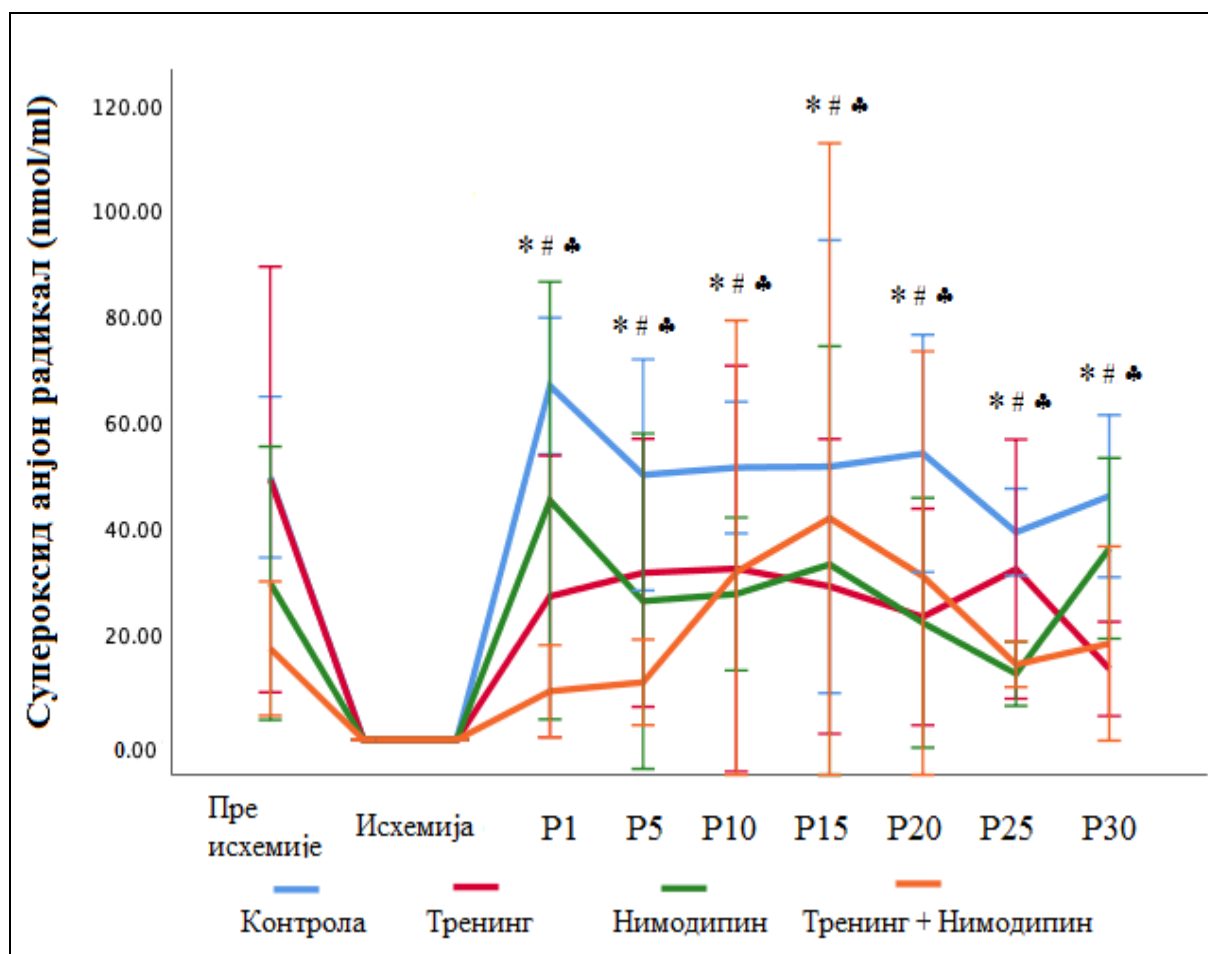 Супероксид анјон радикал (nmol/ml)
120.00
100.00
80.00
60.00
40.00
20.00
0.00
* # ♣
* # ♣
* # ♣
* # ♣
* # ♣
* # ♣
* # ♣
Пре
исхемије
Исхемија
P1
P5
P10
P15
P20
P25
P30
Контрола
Тренинг
Нимодипин
Тренинг + Нимодипин